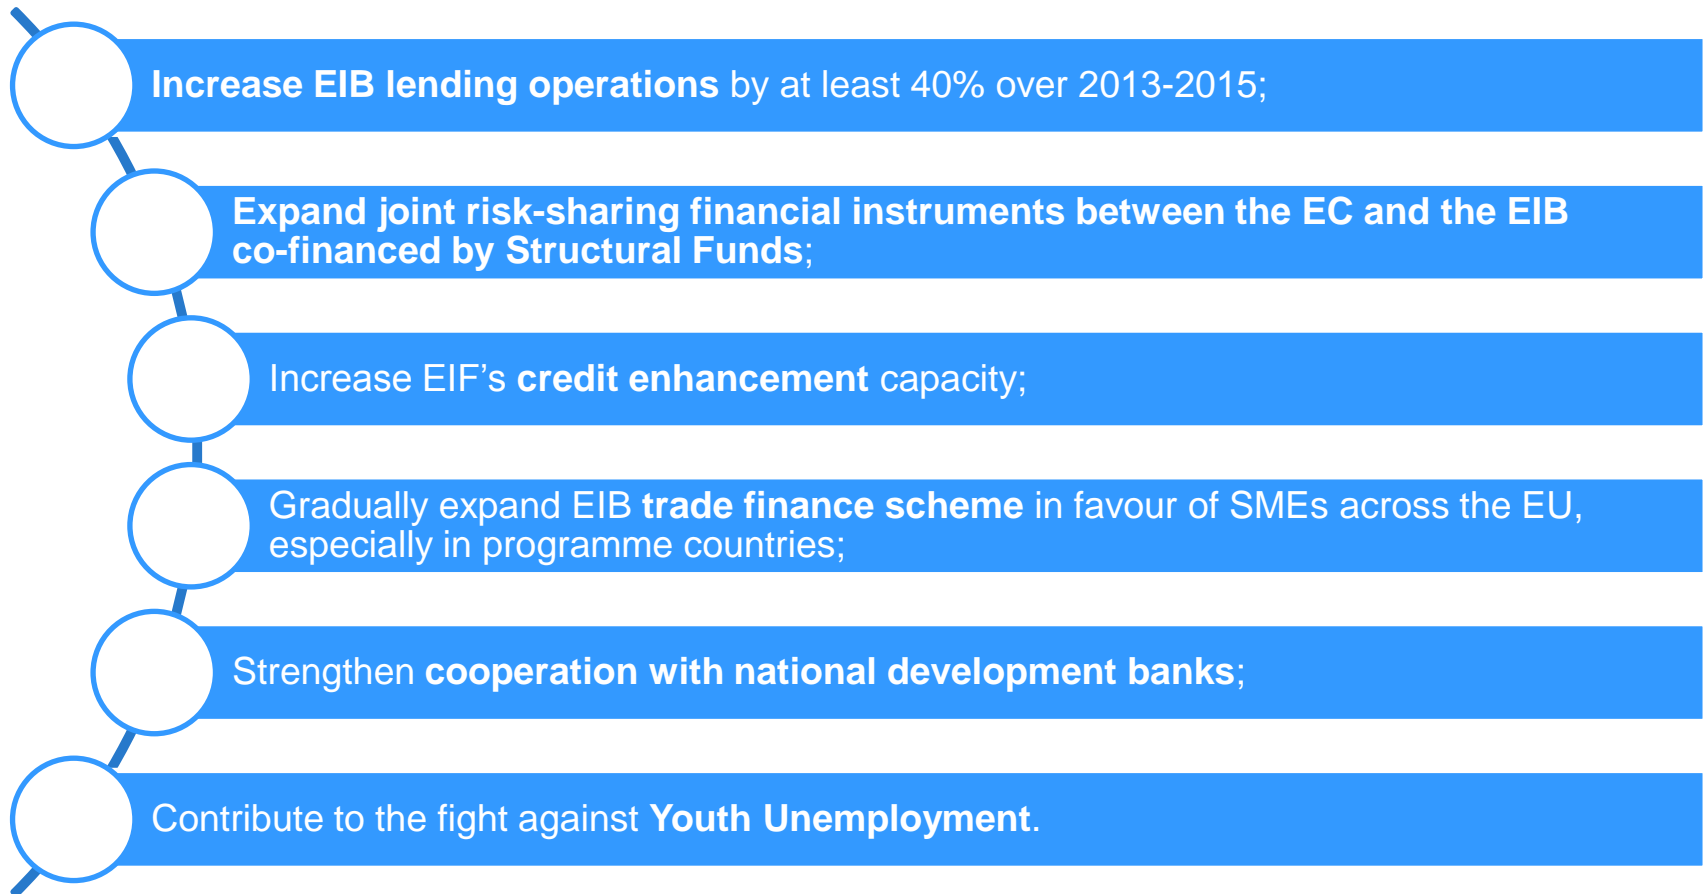 Increase EIB lending operations by at least 40% over 2013-2015;
Expand joint risk-sharing financial instruments between the EC and the EIB
co-financed by Structural Funds;
Increase EIF’s credit enhancement capacity;
Gradually expand EIB trade finance scheme in favour of SMEs across the EU,
especially in programme countries;
Strengthen cooperation with national development banks;
Contribute to the fight against Youth Unemployment.